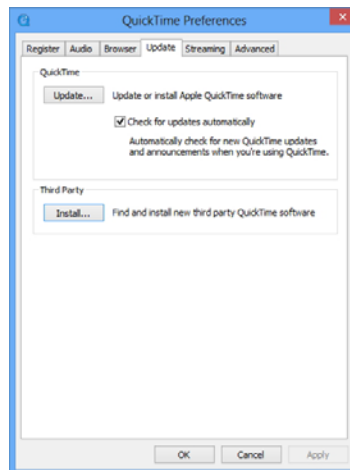 QuickTime Preferences
Register Audio Browser Update Streaming Advanced
QuickTime
Update... Update or install Apple QuickTime software
Check for updates automatically
Automatically check for new QuickTime updates
and announcements when you're using QuickTime.
Third Party
Install... Find and install new third party QuickTime software
OK Cancel Apply